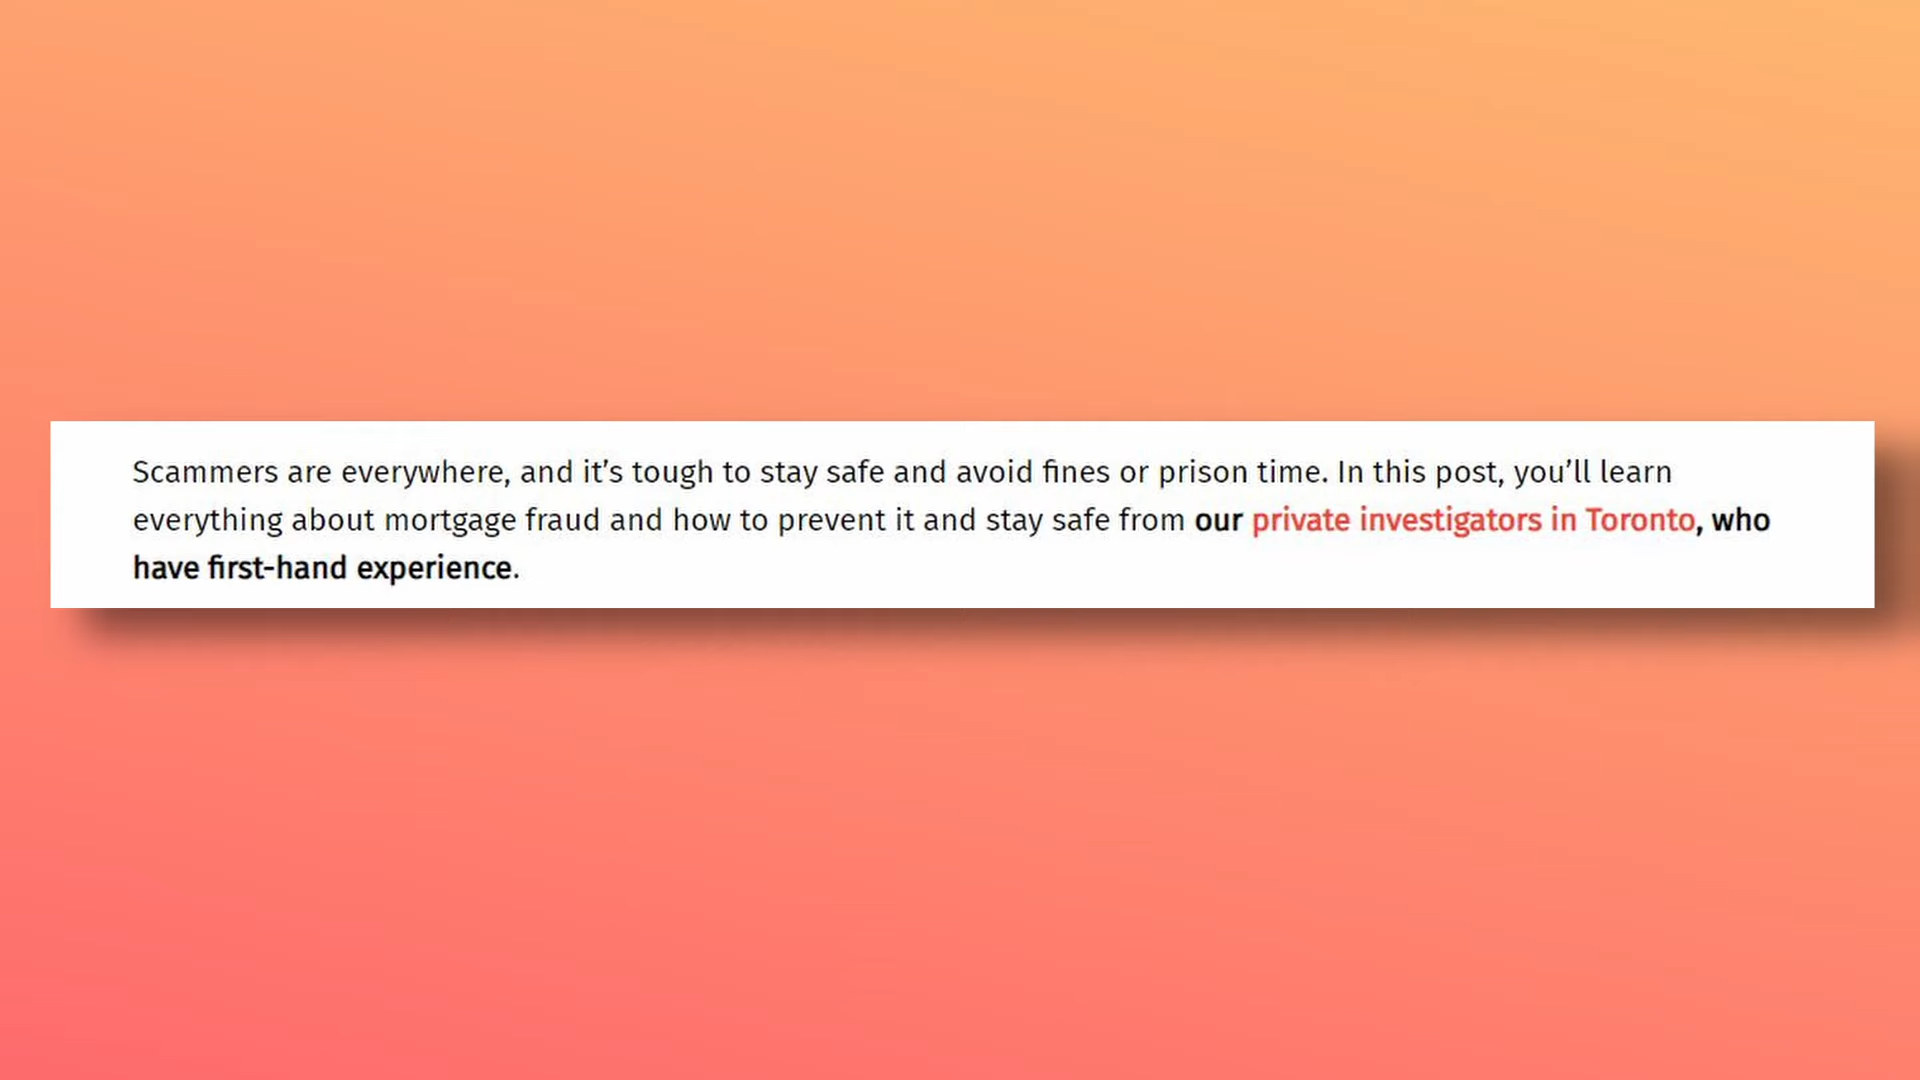 Scammers are everywhere, and it’s tough to stay safe and avoid fines or prison time. In this post, you’ll learn
everything about mortgage fraud and how to prevent it and stay safe from our private investigators in Toronto, who
have first-hand experience.